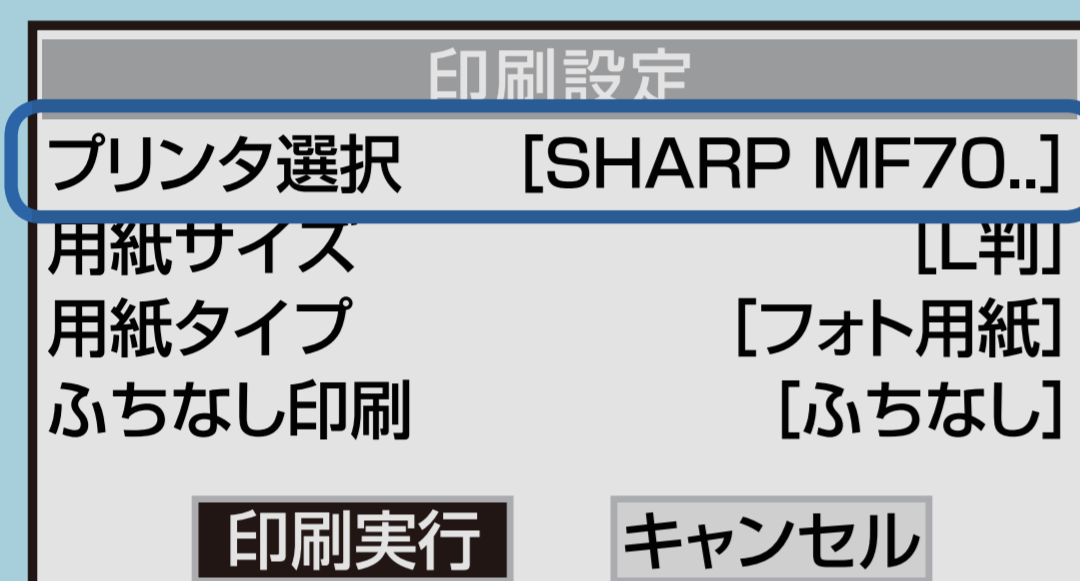 印刷設定
プリンタ選択 [SHARP MF70..]
用紙サイズ [L判]
用紙タイプ [フォト用紙]
ふちなし印刷 [ふちなし]
印刷実行 キャンセル